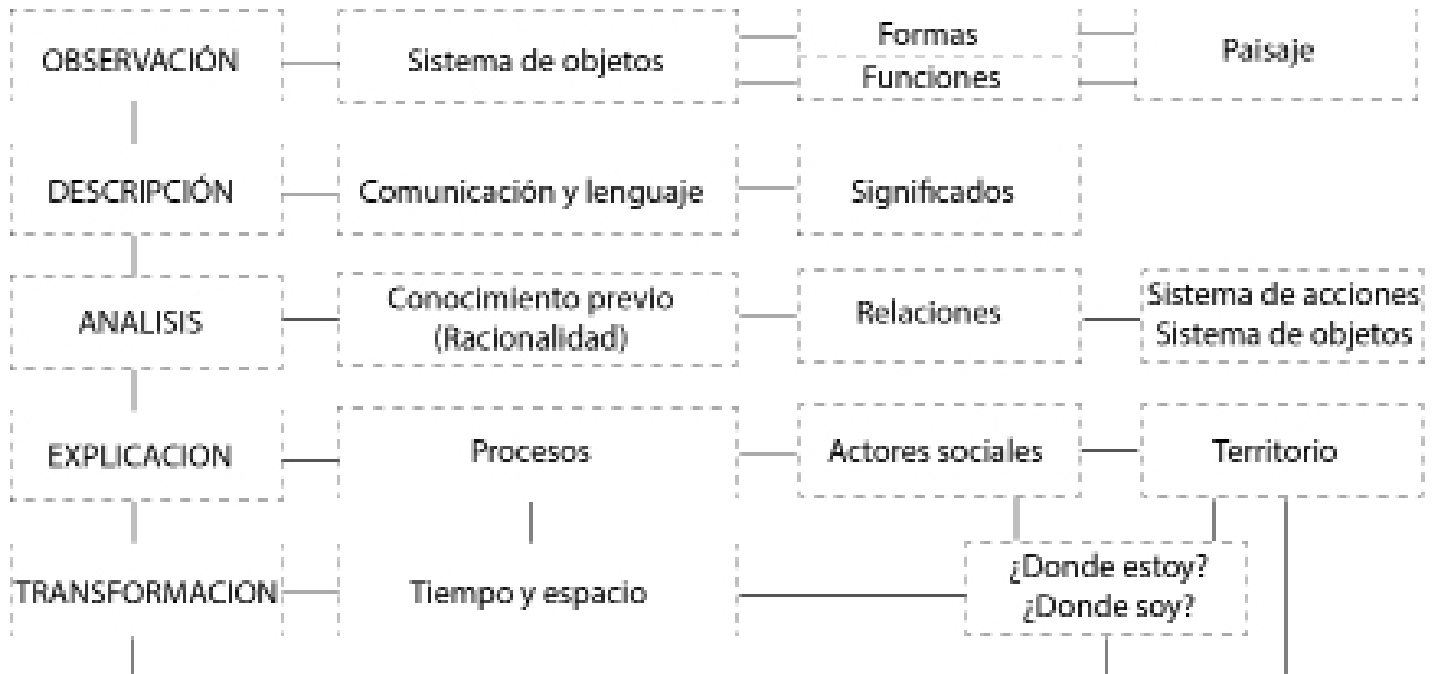 OBSERVACIÓN
Sistema de objetos
Formas
Funciones
Paisaje
DESCRIPCIÓN
Comunicación y lenguaje
Significados
ANALISIS
Conocimiento previo
(Racionalidad)
Relaciones
Sistema de acciones
Sistema de objetos
EXPLICACION
Procesos
Actores sociales
Territorio
TRANSFORMACION
Tiempo y espacio
¿Donde estoy?
¿Donde soy?